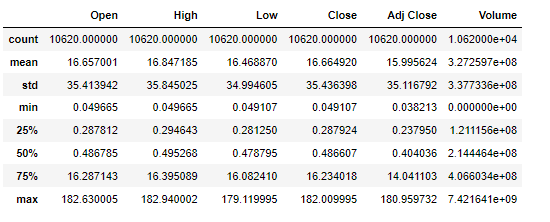 Open High Low Close Adj Close Volume
count 10620.000000 10620.000000 10620.000000 10620.000000 10620.000000 1.062000e+04
mean 16.657001 16.847185 16.468870 16.664920 15.995624 3.272597e+08
std 35.413942 35.845025 34.994605 35.436398 35.116792 3.377336e+08
min 0.049665 0.049665 0.049107 0.049107 0.038213 0.000000e+00
25% 0.287812 0.294643 0.281250 0.287924 0.237950 1.211156e+08
50% 0.486785 0.495268 0.478795 0.486607 0.404036 2.144464e+08
75% 16.287143 16.395089 16.082410 16.234018 14.041103 4.066034e+08
max 182.630005 182.940002 179.119995 182.009995 180.959732 7.421641e+09